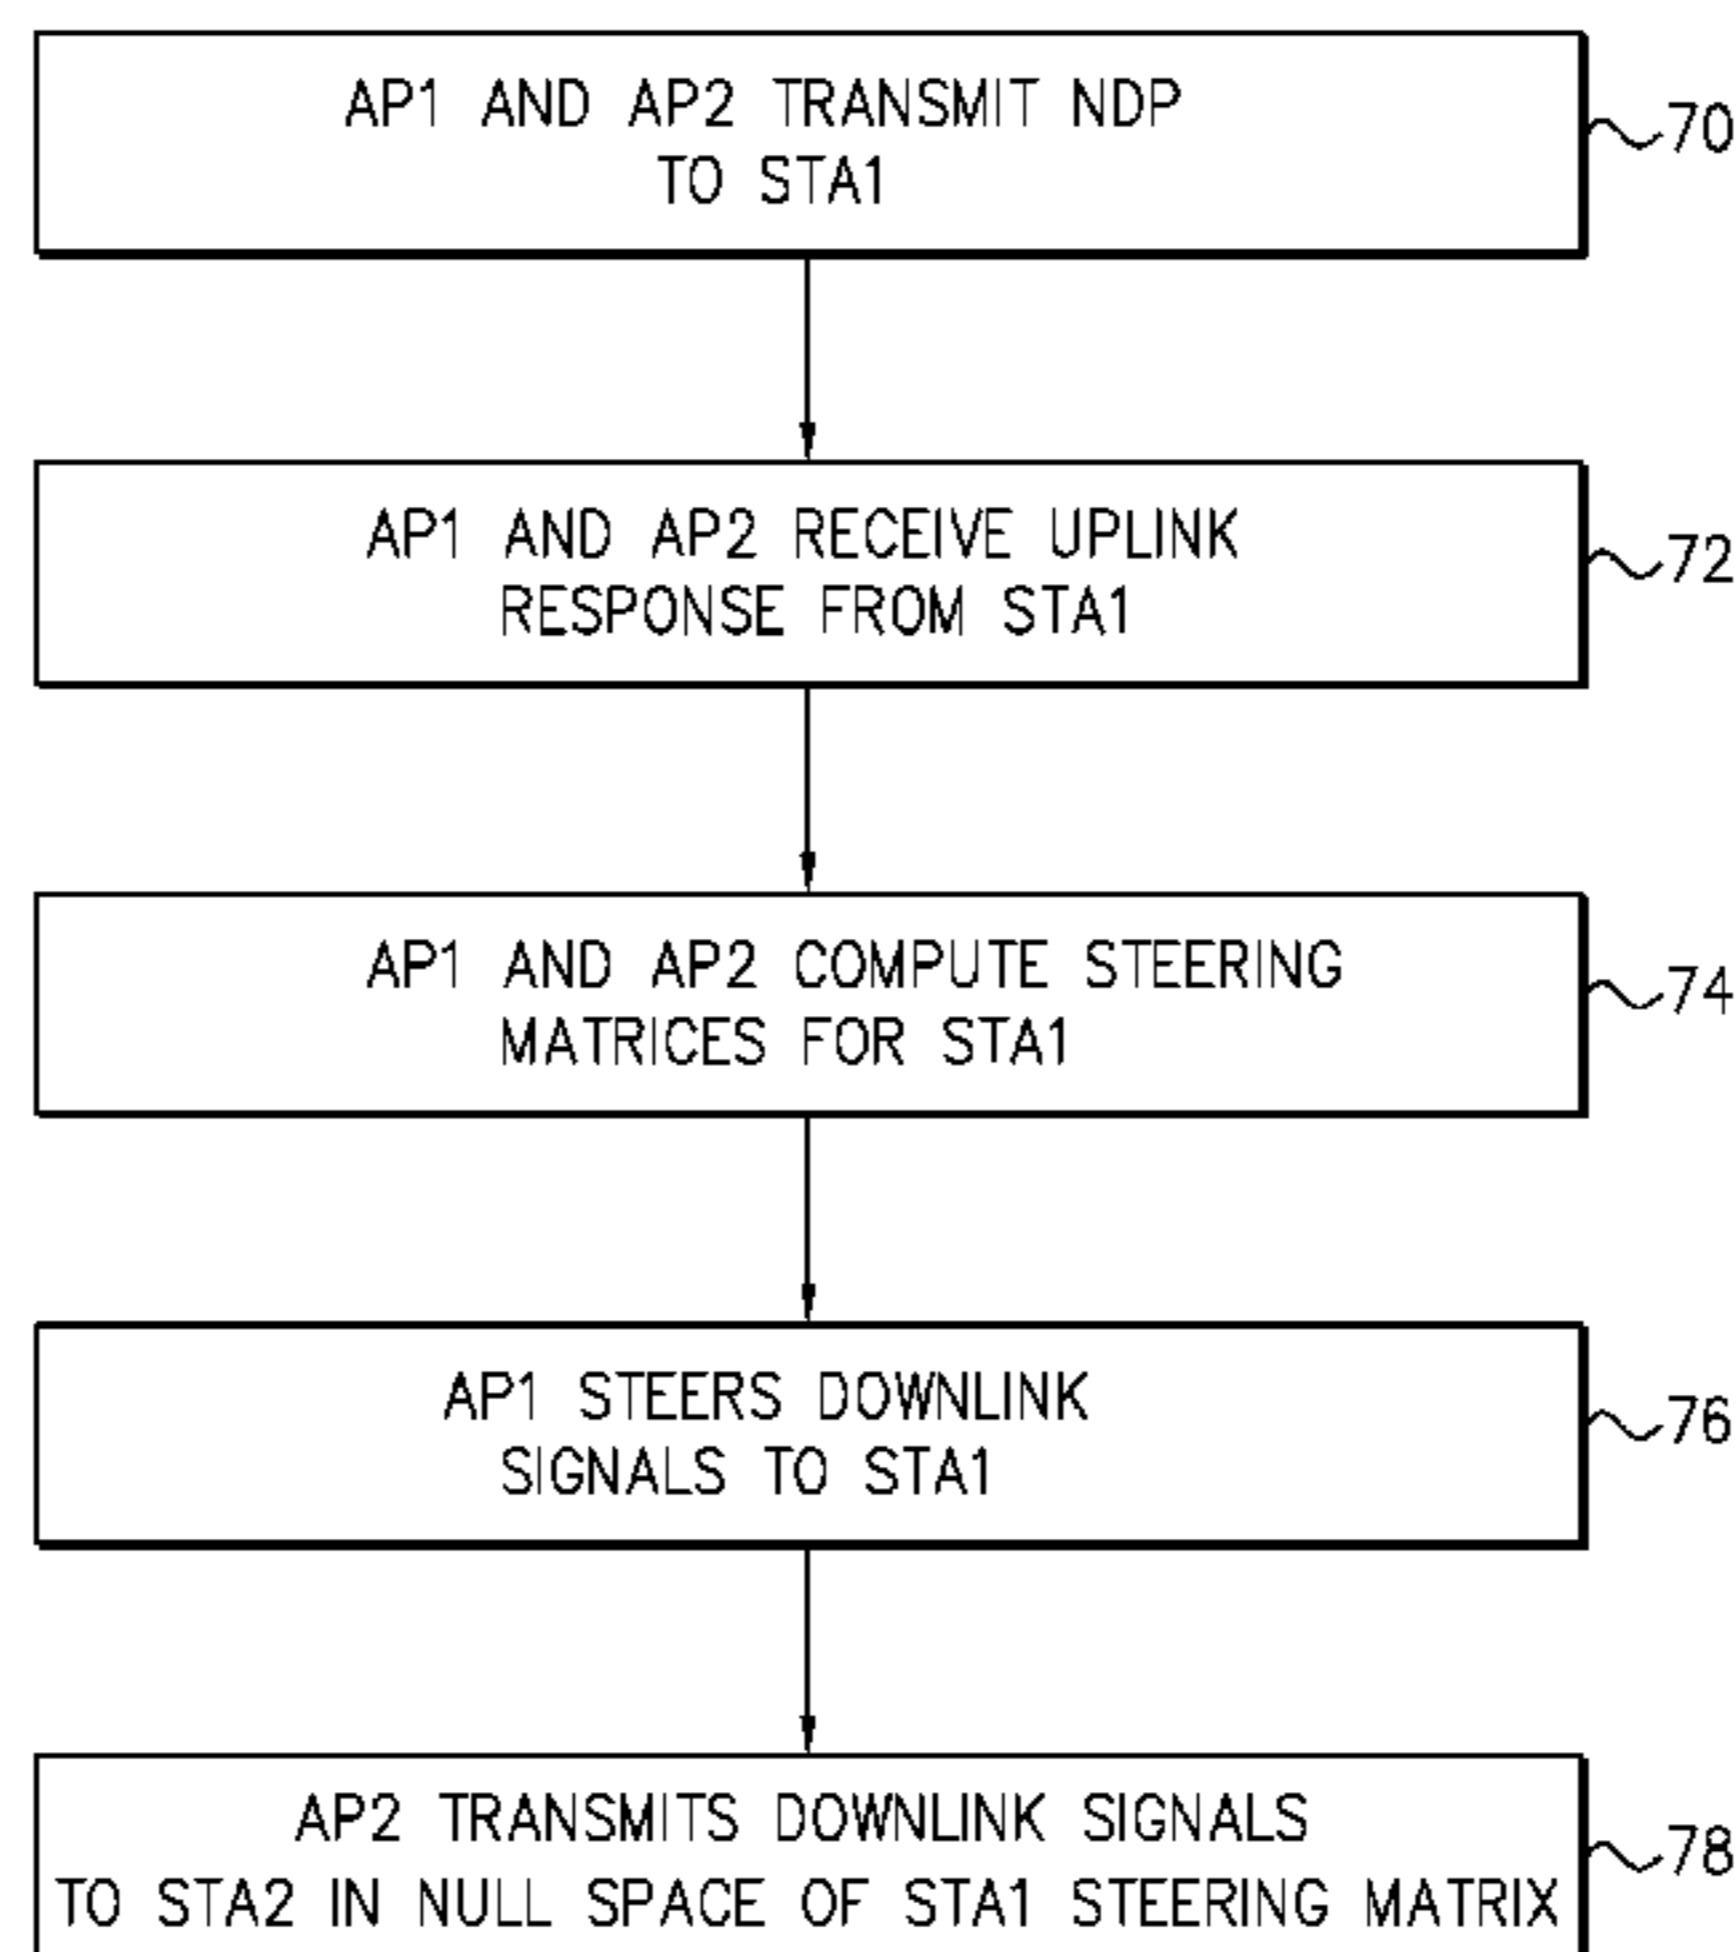 AP1 AND AP2 TRANSMIT NDP
TO STA1
70
AP1 AND AP2 RECEIVE UPLINK
RESPONSE FROM STA1
72
AP1 AND AP2 COMPUTE STEERING
MATRICES FOR STA1
74
AP1 STEERS DOWNLINK
SIGNALS TO STA1
76
AP2 TRANSMITS DOWNLINK SIGNALS
TO STA2 IN NULL SPACE OF STA1 STEERING MATRIX
78